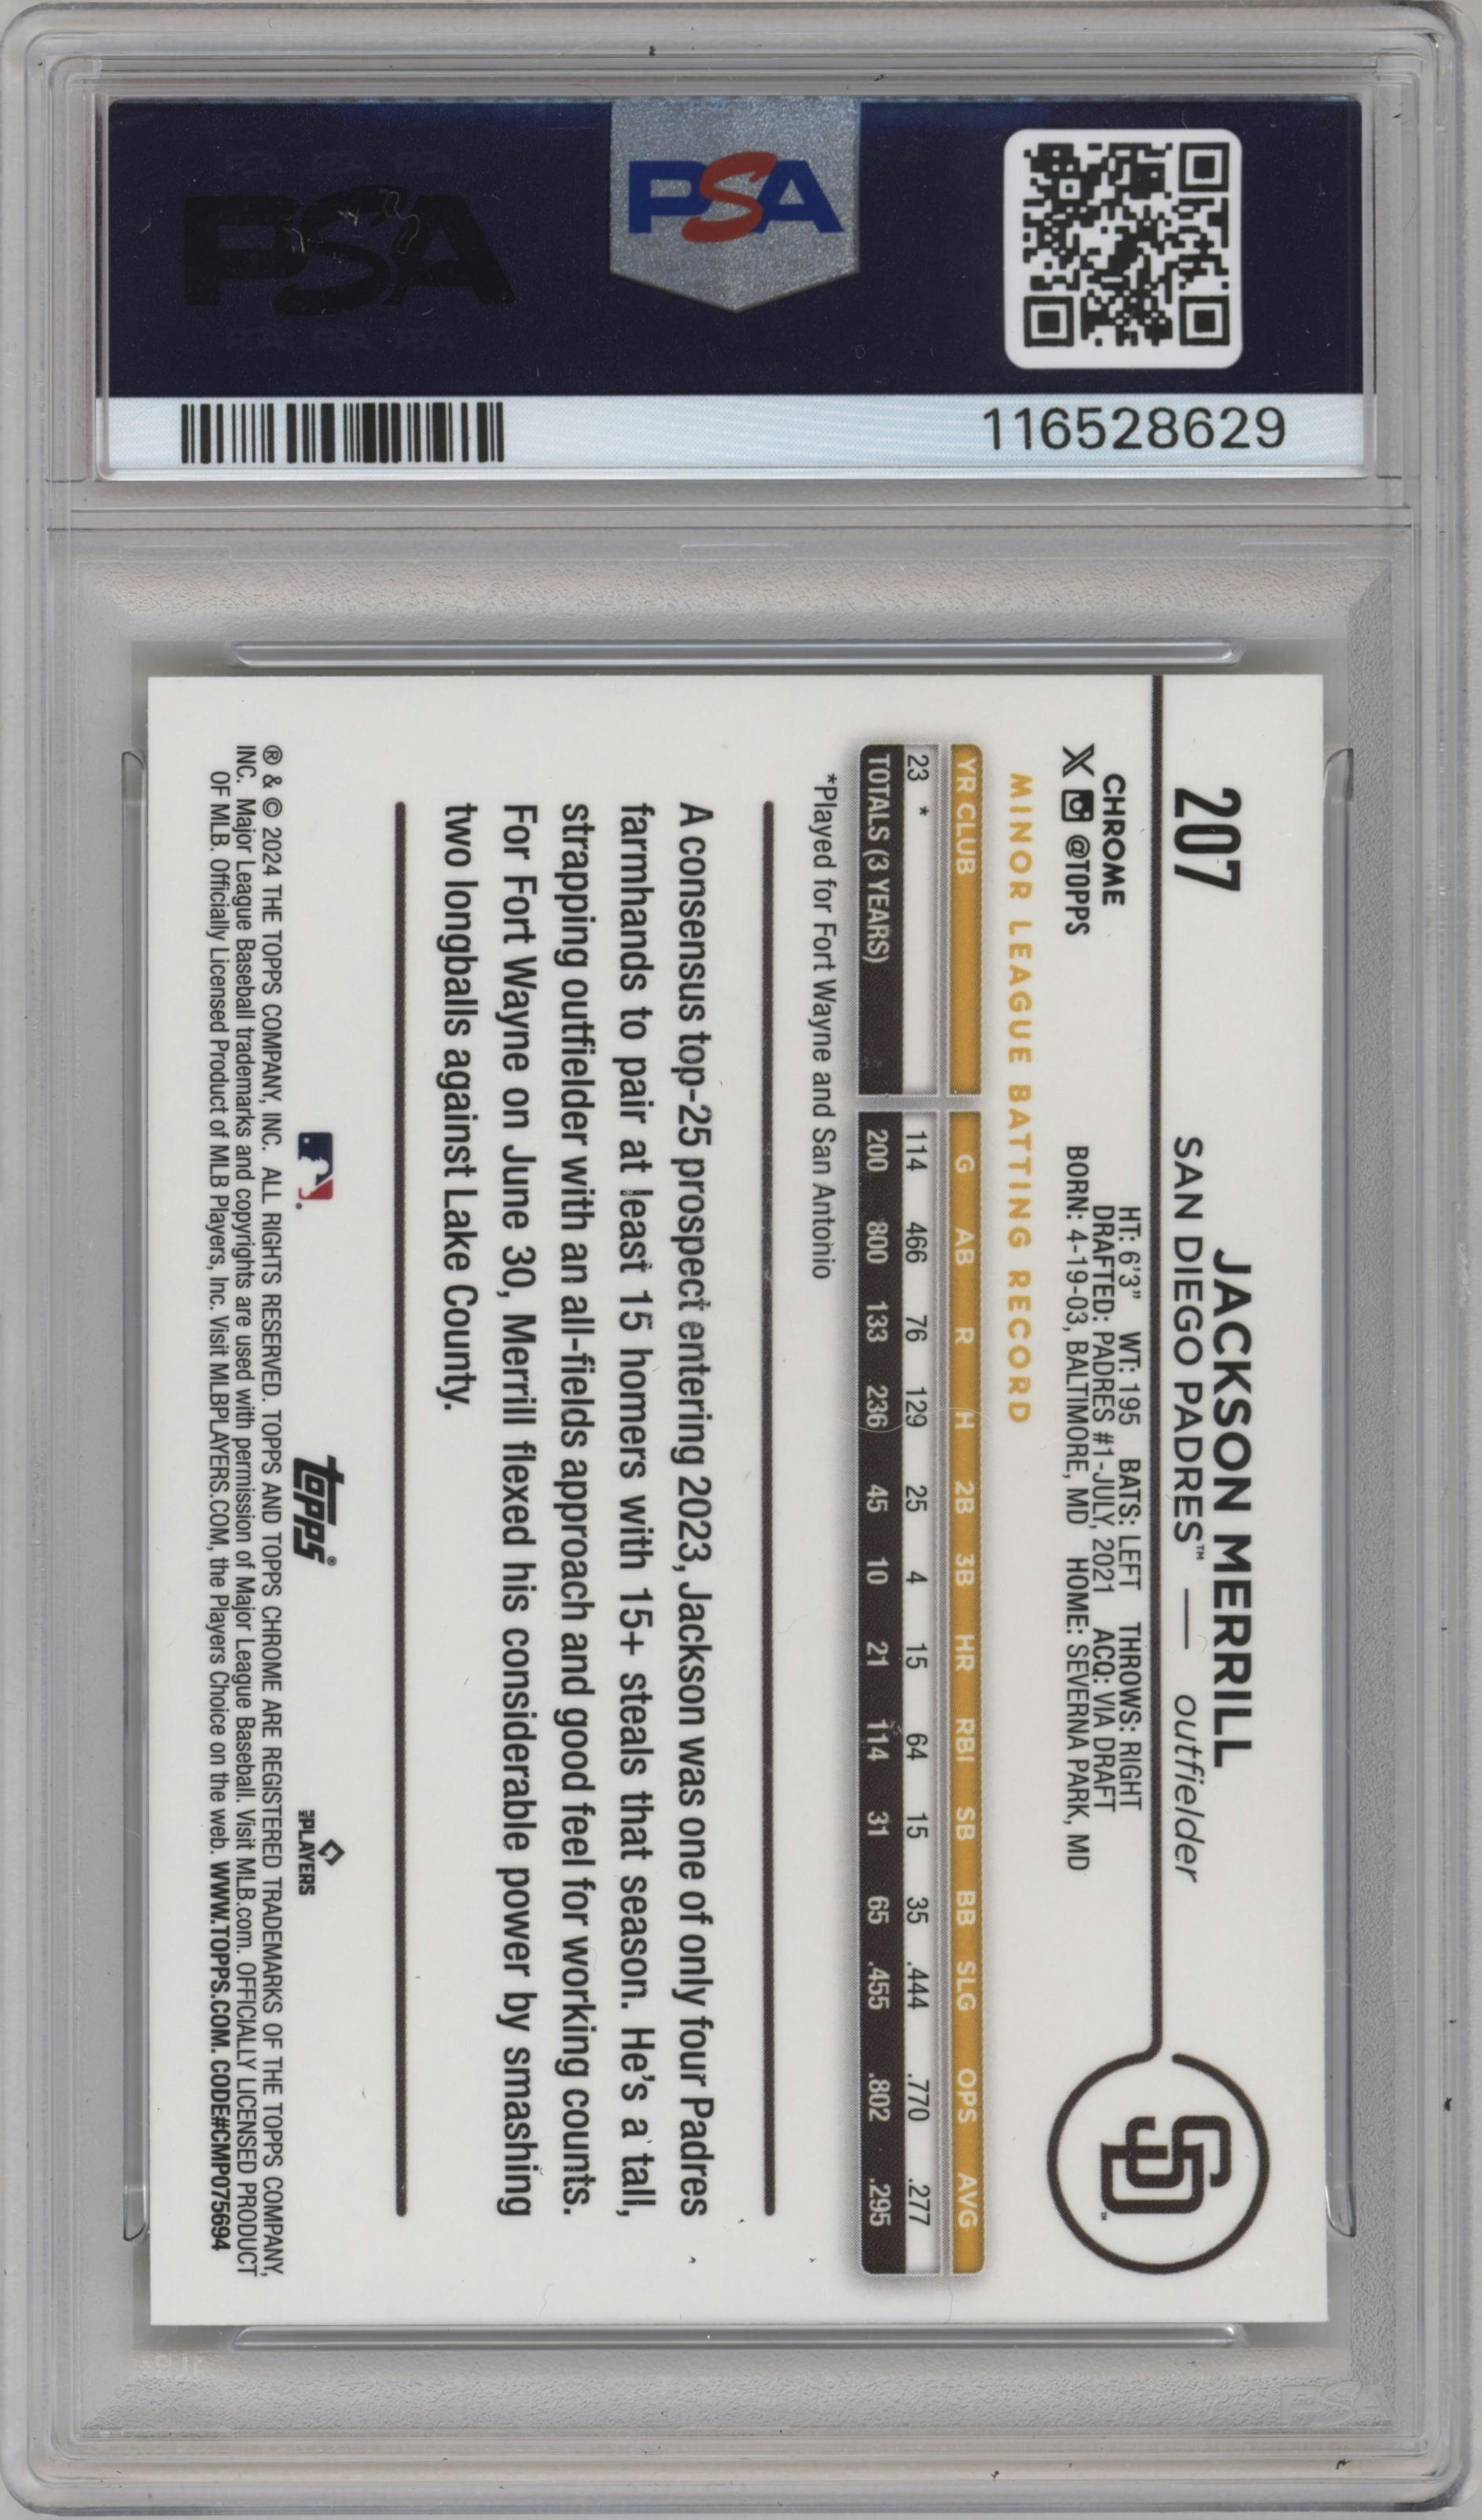 PSA
PSA
116528629
207
JACKSON MERRILL
SAN DIEGO PADRES™ — outfielder
SD™
CHROME
X @TOPPS
HT: 6'3" WT: 195 BATS: LEFT THROWS: RIGHT
DRAFTED: PADRES #1-JULY, 2021 ACQ: VIA DRAFT
BORN: 4-19-03, BALTIMORE, MD HOME: SEVERNA PARK, MD
MINOR LEAGUE BATTING RECORD
YR CLUB G AB R H 2B 3B HR RBI SB BB SLG OPS AVG
23 * 114 466 76 129 25 4 15 64 15 35 .444 .770 .277
TOTALS (3 YEARS) 200 800 133 236 45 10 21 114 31 65 .455 .802 .295
*Played for Fort Wayne and San Antonio
A consensus top-25 prospect entering 2023, Jackson was one of only four Padres
farmhands to pair at least 15 homers with 15+ steals that season. He's a tall,
strapping outfielder with an all-fields approach and good feel for working counts.
For Fort Wayne on June 30, Merrill flexed his considerable power by smashing
two longballs against Lake County.
topps®
PLAYERS
® & © 2024 THE TOPPS COMPANY, INC. ALL RIGHTS RESERVED. TOPPS AND TOPPS CHROME ARE REGISTERED TRADEMARKS OF THE TOPPS COMPANY,
INC. Major League Baseball trademarks and copyrights are used with permission of Major League Baseball. Visit MLB.com. OFFICIALLY LICENSED PRODUCT
OF MLB. Officially Licensed Product of MLB Players, Inc. Visit MLBPLAYERS.COM, the Players Choice on the web. WWW.TOPPS.COM. CODE#CMP075694